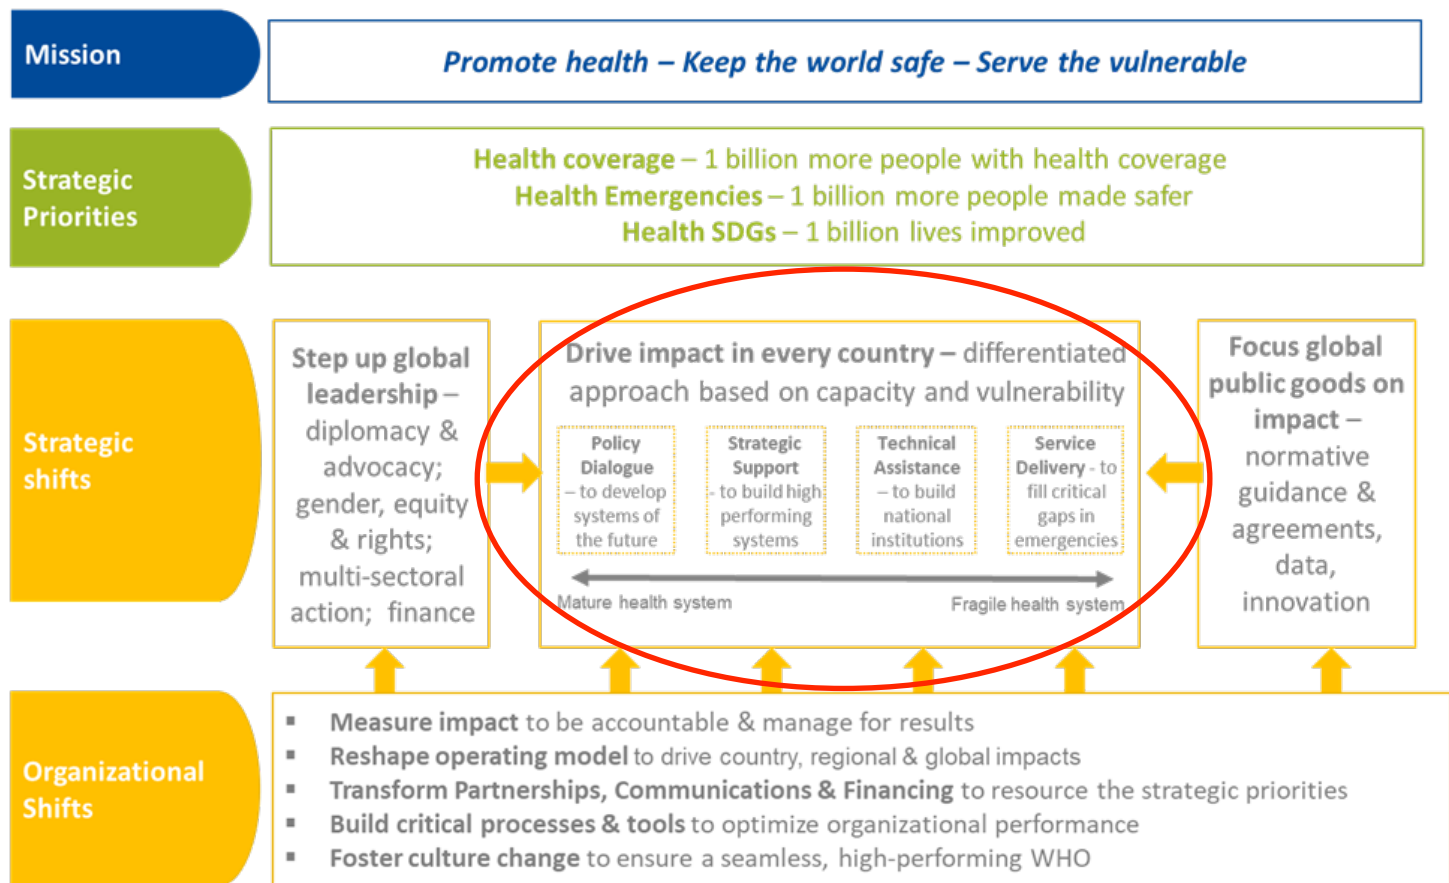 Mission
Promote health – Keep the world safe – Serve the vulnerable
Strategic
Priorities
Health coverage – 1 billion more people with health coverage
Health Emergencies – 1 billion more people made safer
Health SDGs – 1 billion lives improved
Strategic
shifts
Step up global
leadership –
diplomacy &
advocacy;
gender, equity
& rights;
multi-sectoral
action; finance
Drive impact in every country – differentiated
approach based on capacity and vulnerability
Policy
Dialogue
– to develop
systems of
the future
Strategic
Support
- to build high
performing
systems
Technical
Assistance
– to build
national
institutions
Service
Delivery - to
fill critical
gaps in
emergencies
Mature health system
Fragile health system
Focus global
public goods on
impact –
normative
guidance &
agreements,
data,
innovation
Organizational
Shifts
▪ Measure impact to be accountable & manage for results
▪ Reshape operating model to drive country, regional & global impacts
▪ Transform Partnerships, Communications & Financing to resource the strategic priorities
▪ Build critical processes & tools to optimize organizational performance
▪ Foster culture change to ensure a seamless, high-performing WHO